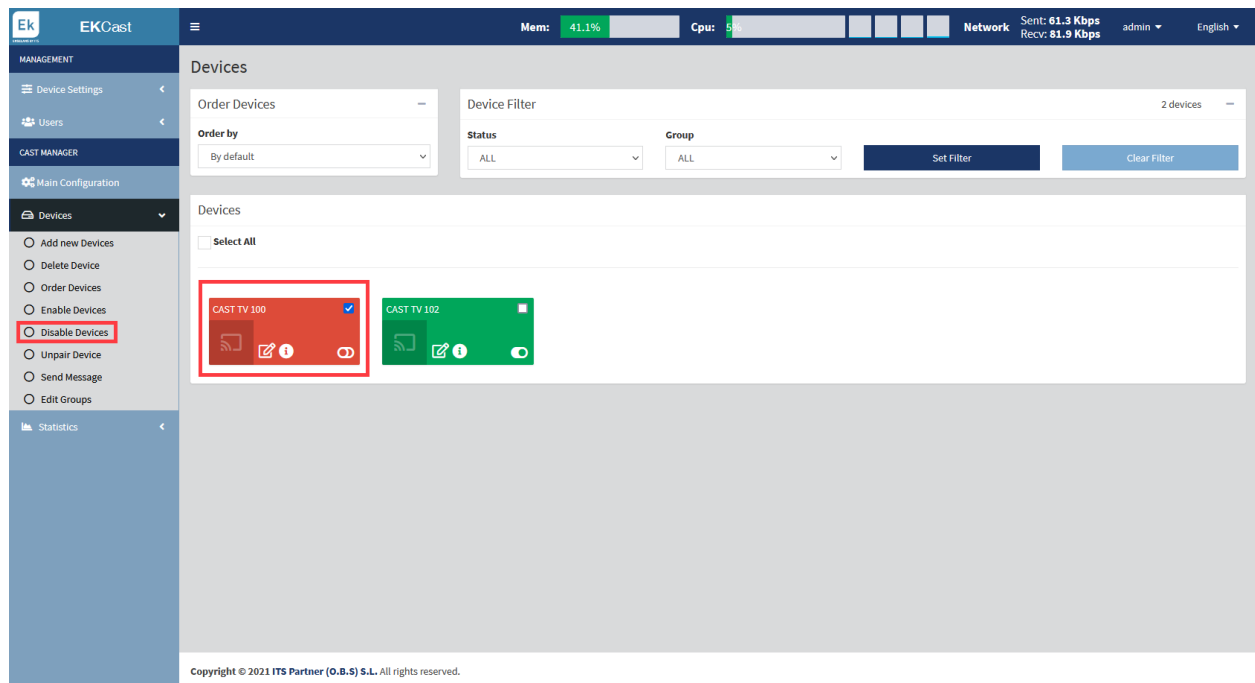 Ek
EKCast
Mem: 41.1% Cpu: 5% Network Sent: 61.3 Kbps
Recv: 81.9 Kbps
admin English
MANAGEMENT
Device Settings
Users
CAST MANAGER
Main Configuration
Devices
Add new Devices
Delete Device
Order Devices
Enable Devices
Disable Devices
Unpair Device
Send Message
Edit Groups
Statistics
Devices
Order Devices
Order by
By default
Device Filter 2 devices
Status Group
ALL ALL Set Filter Clear Filter
Devices
Select All
CAST TV 100 CAST TV 102
Copyright © 2021 ITS Partner (O.B.S) S.L. All rights reserved.